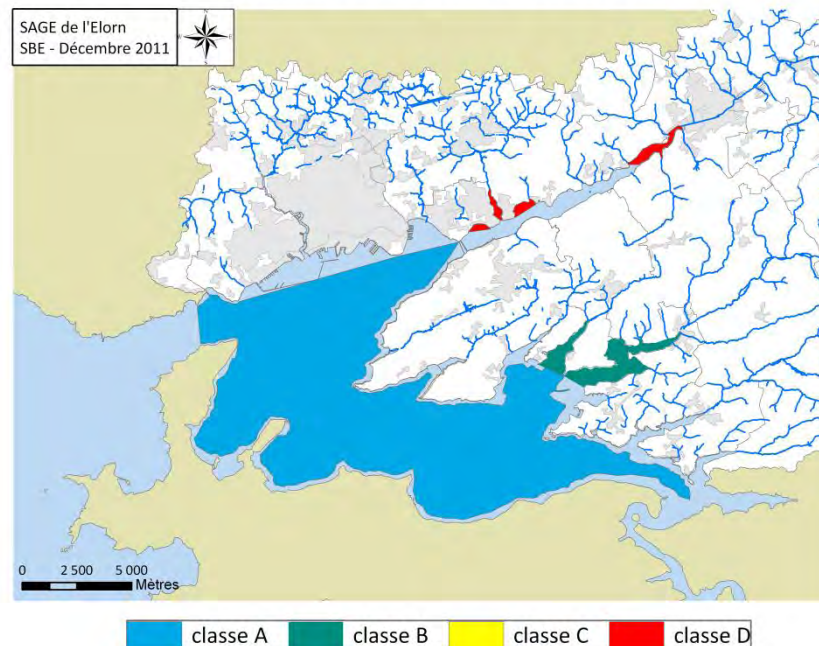 SAGE de l'Elorn
SBE - Décembre 2011
N
W E
S
0 2 500 5 000
Mètres
classe A classe B classe C classe D